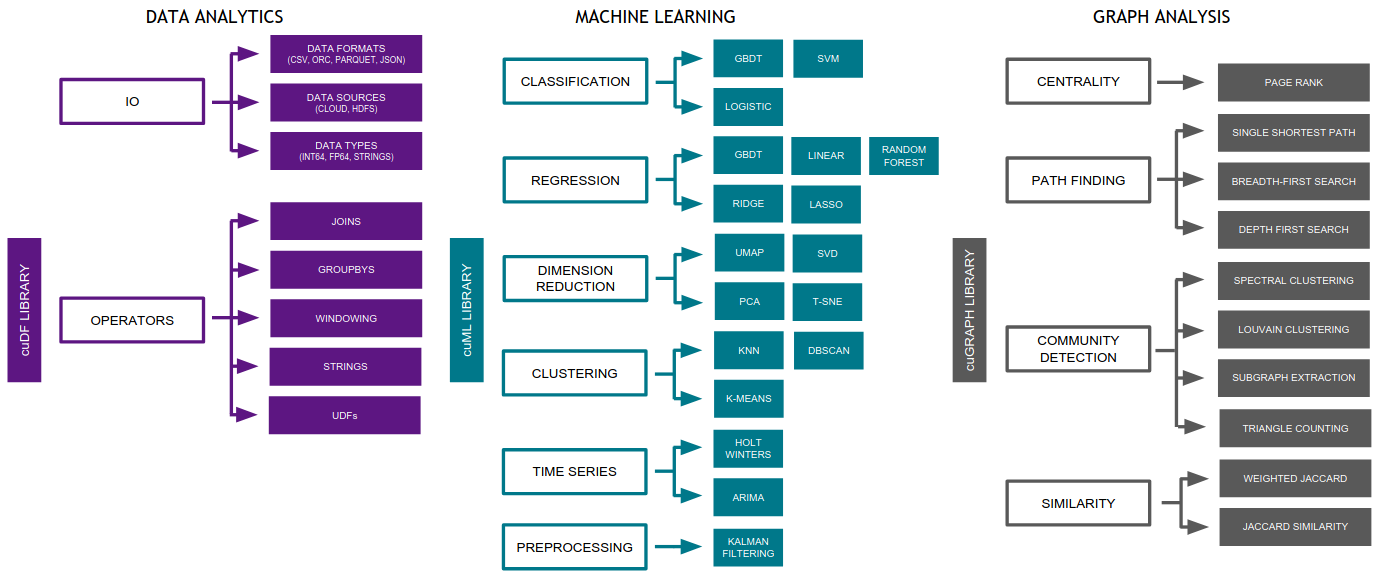 DATA ANALYTICS
cuDF LIBRARY
IO
DATA FORMATS
(CSV, ORC, PARQUET, JSON)
DATA SOURCES
(CLOUD, HDFS)
DATA TYPES
(INT64, FP64, STRINGS)
OPERATORS
JOINS
GROUPBYS
WINDOWING
STRINGS
UDFs
MACHINE LEARNING
cuML LIBRARY
CLASSIFICATION
GBDT
SVM
LOGISTIC
REGRESSION
GBDT
LINEAR
RANDOM
FOREST
RIDGE
LASSO
DIMENSION
REDUCTION
UMAP
SVD
PCA
T-SNE
CLUSTERING
KNN
DBSCAN
K-MEANS
TIME SERIES
HOLT
WINTERS
ARIMA
PREPROCESSING
KALMAN
FILTERING
GRAPH ANALYSIS
cuGRAPH LIBRARY
CENTRALITY
PAGE RANK
PATH FINDING
SINGLE SHORTEST PATH
BREADTH-FIRST SEARCH
DEPTH FIRST SEARCH
COMMUNITY
DETECTION
SPECTRAL CLUSTERING
LOUVAIN CLUSTERING
SUBGRAPH EXTRACTION
TRIANGLE COUNTING
SIMILARITY
WEIGHTED JACCARD
JACCARD SIMILARITY